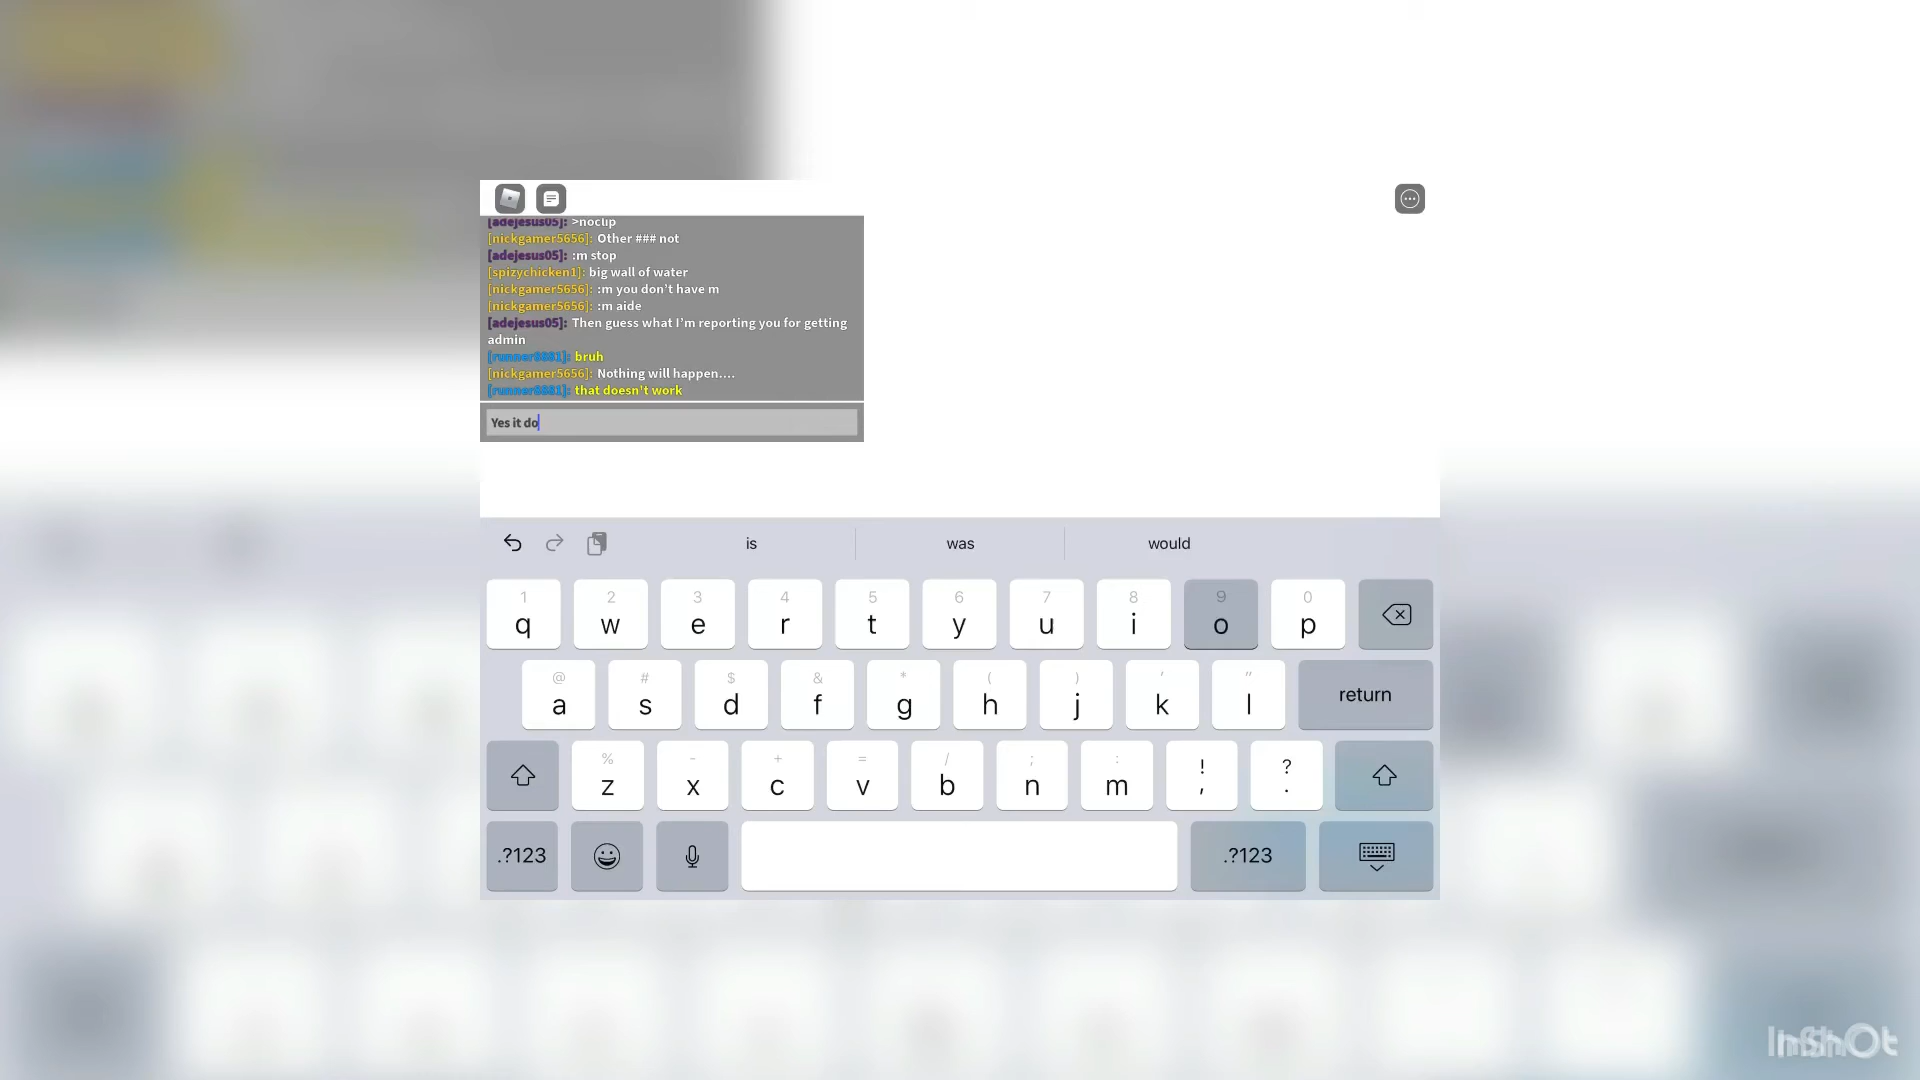 [adejesus05]: >noclip
[nickgamer5656]: Other ### not
[adejesus05]: :m stop
[spizychicken1]: big wall of water
[nickgamer5656]: :m you don't have m
[nickgamer5656]: :m aide
[adejesus05]: Then guess what I'm reporting you for getting
admin
[runner8881]: bruh
[nickgamer5656]: Nothing will happen....
[runner8881]: that doesn't work
Yes it do
is was would
1 2 3 4 5 6 7 8 9 0
q w e r t y u i o p
@ # $ & * ( ) ' "
a s d f g h j k l return
% - + = / ; : ! ?
z x c v b n m , .
.?123 .?123
InShOt